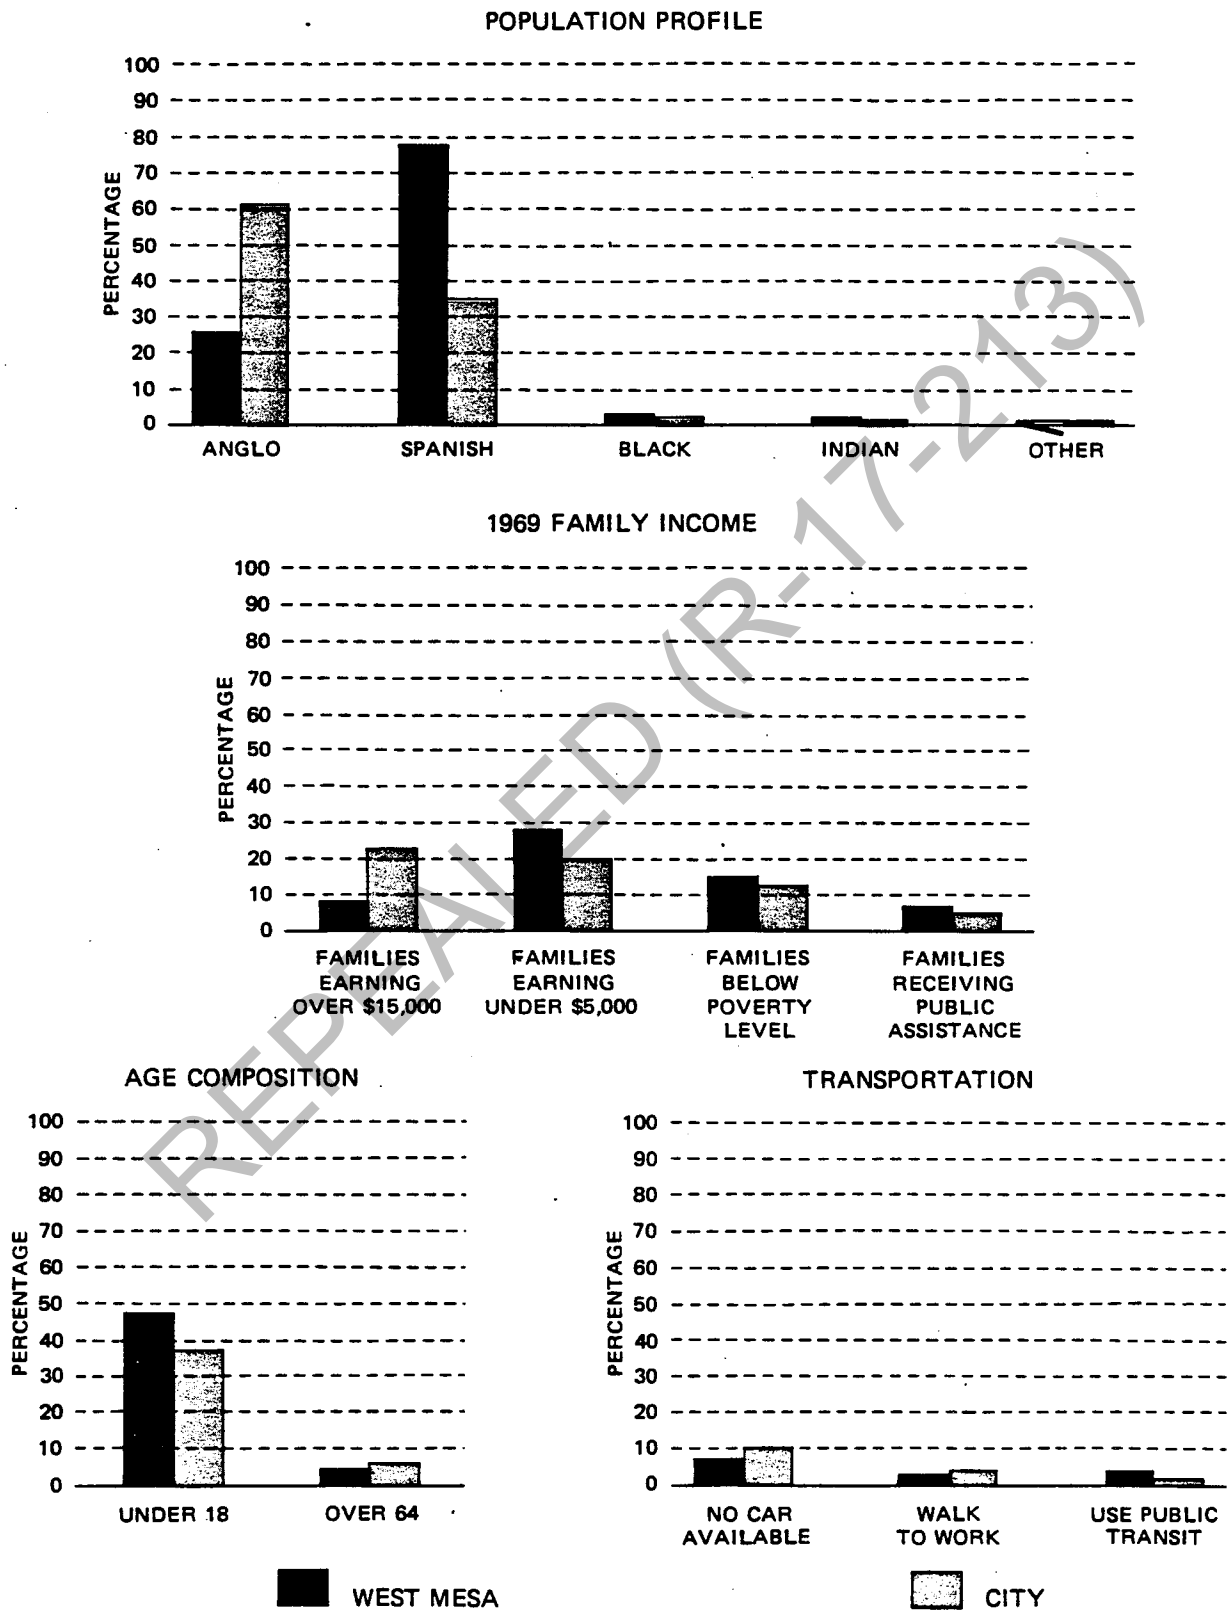 POPULATION PROFILE
100
90
80
70
60
50
40
30
20
10
0
PERCENTAGE
ANGLO SPANISH BLACK INDIAN OTHER
1969 FAMILY INCOME
100
90
80
70
60
50
40
30
20
10
0
PERCENTAGE
FAMILIES EARNING OVER $15,000
FAMILIES EARNING UNDER $5,000
FAMILIES BELOW POVERTY LEVEL
FAMILIES RECEIVING PUBLIC ASSISTANCE
AGE COMPOSITION
100
90
80
70
60
50
40
30
20
10
0
PERCENTAGE
UNDER 18 OVER 64
TRANSPORTATION
100
90
80
70
60
50
40
30
20
10
0
PERCENTAGE
NO CAR AVAILABLE
WALK TO WORK
USE PUBLIC TRANSIT
WEST MESA CITY
REPEALED (R-17-213)